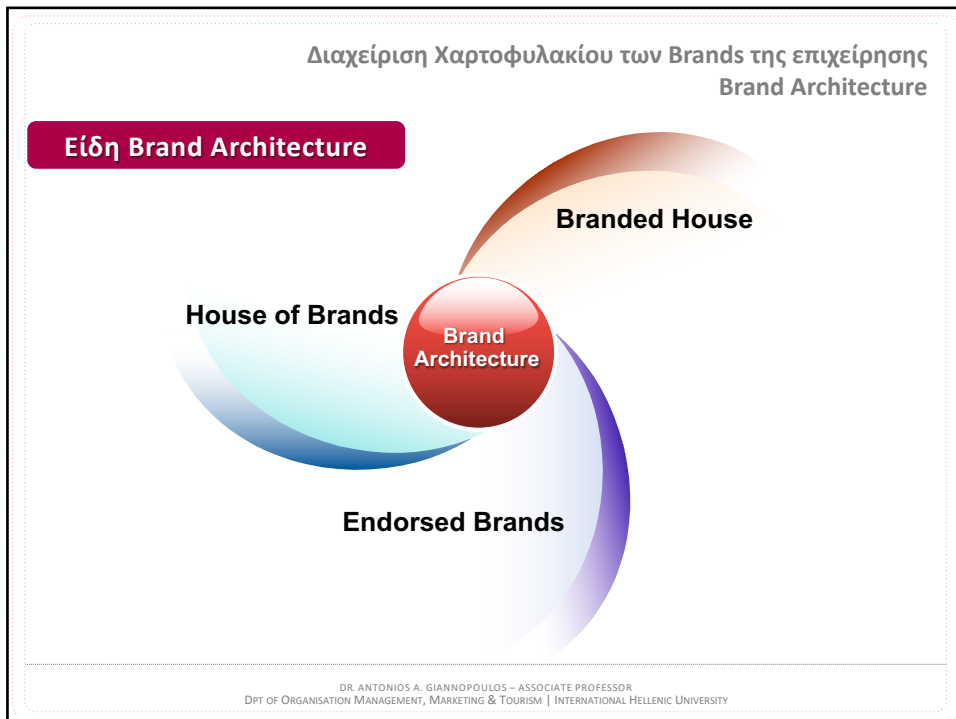 Διαχείριση Χαρτοφυλακίου των Brands της επιχείρησης
Brand Architecture
Είδη Brand Architecture
Branded House
House of Brands
Brand
Architecture
Endorsed Brands
DR. ANTONIOS A. GIANNOPOULOS – ASSOCIATE PROFESSOR
DPT OF ORGANISATION MANAGEMENT, MARKETING & TOURISM | INTERNATIONAL HELLENIC UNIVERSITY